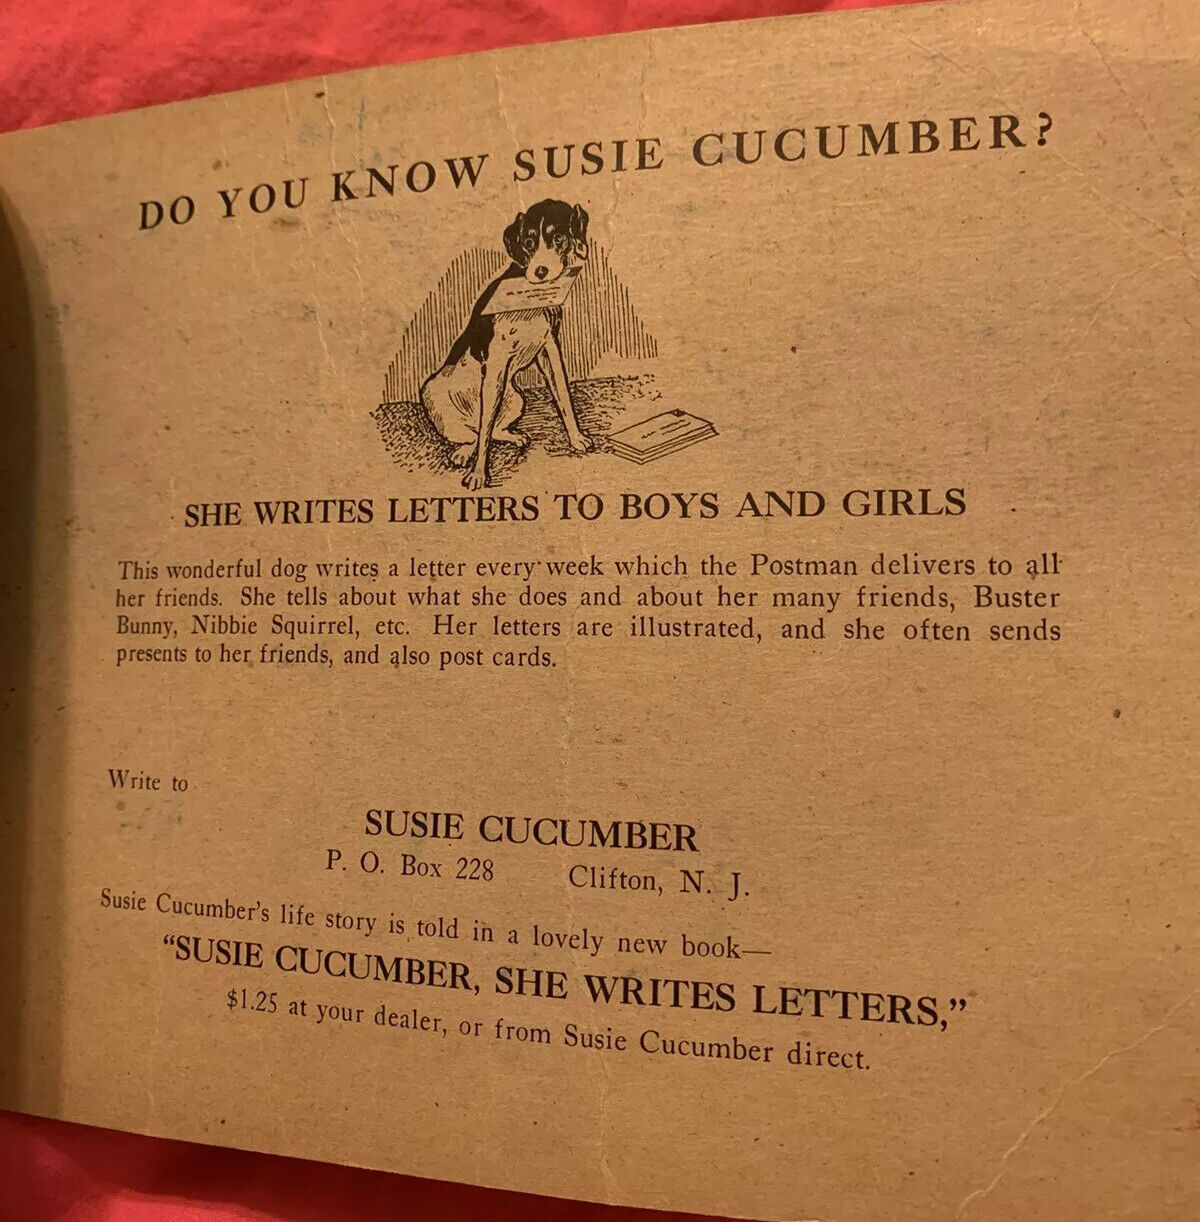 DO YOU KNOW SUSIE CUCUMBER?
SHE WRITES LETTERS TO BOYS AND GIRLS
This wonderful dog writes a letter every week which the Postman delivers to all
her friends. She tells about what she does and about her many friends, Buster
Bunny, Nibbie Squirrel, etc. Her letters are illustrated, and she often sends
presents to her friends, and also post cards.
Write to
SUSIE CUCUMBER
P. O. Box 228 Clifton, N. J.
Susie Cucumber's life story is told in a lovely new book—
“SUSIE CUCUMBER, SHE WRITES LETTERS,”
$1.25 at your dealer, or from Susie Cucumber direct.